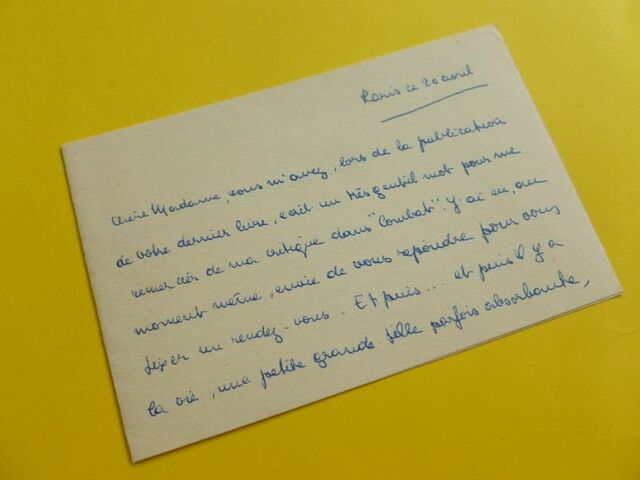 Paris ce 20 avril
Chère Madame, vous m'avez, lors de la publication
de votre dernier livre, écrit un très gentil mot pour me
remercier de ma critique dans "Combat". J'ai eu, au
moment même, envie de vous répondre pour vous
fixer un rendez-vous. Et puis... et puis il y a
la vie, une petite grande fille parfois absorbante,